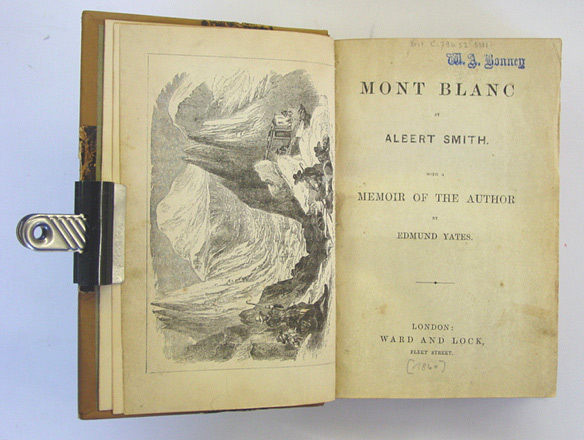 W. A. Bonney
MONT BLANC
BY
ALBERT SMITH.
WITH A
MEMOIR OF THE AUTHOR
BY
EDMUND YATES.
LONDON:
WARD AND LOCK,
FLEET STREET.
[1860]